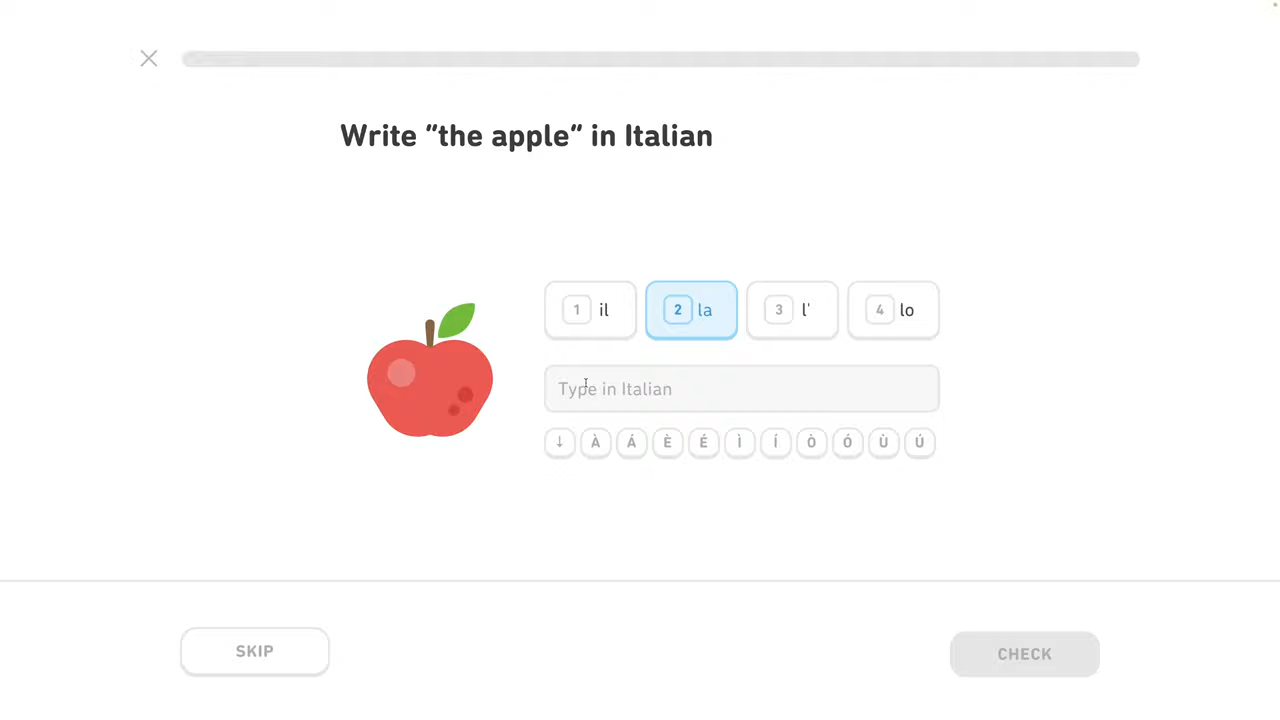 Write "the apple" in Italian
1 il 2 la 3 l' 4 lo
Type in Italian
↓ À Á È É Ì Í Ò Ó Ù Ú
SKIP CHECK